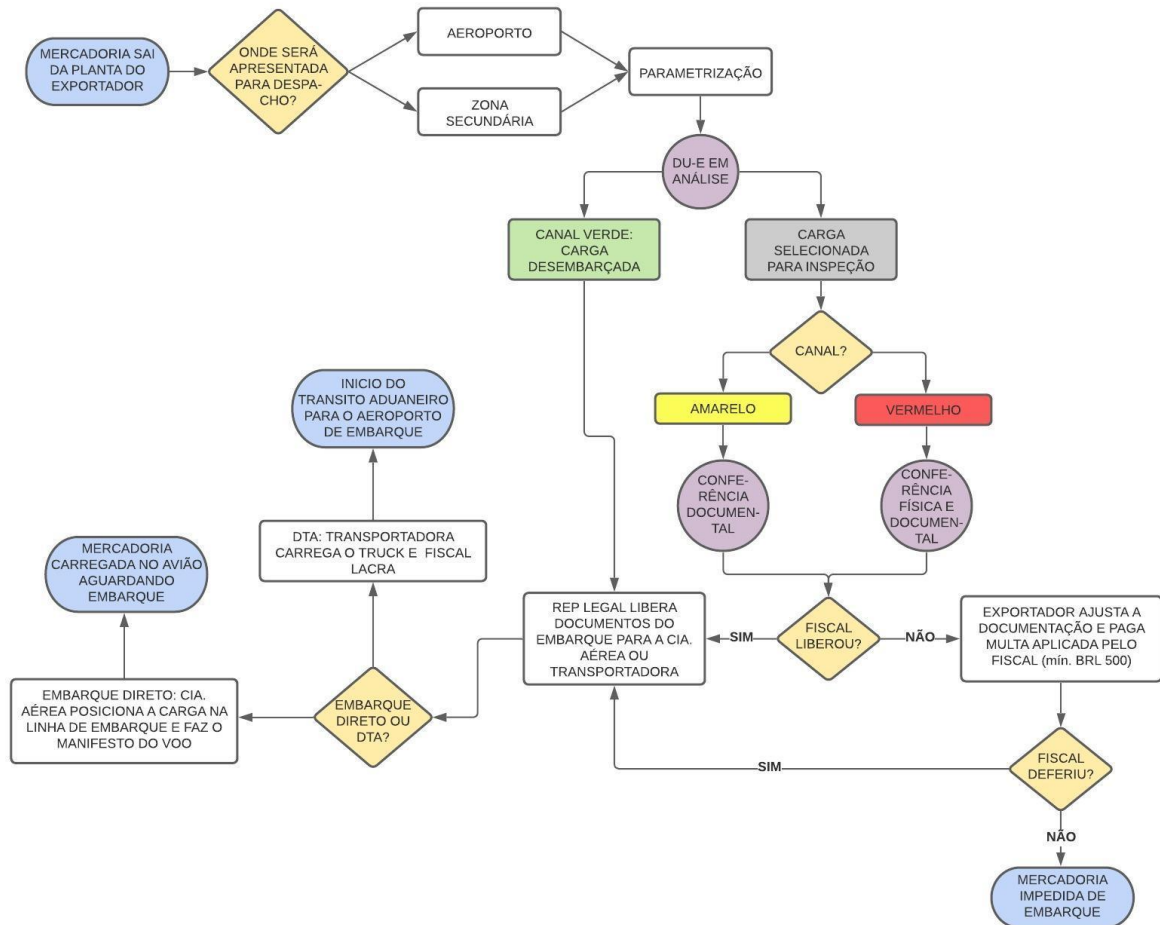 MERCADORIA SAI
DA PLANTA DO
EXPORTADOR
ONDE SERÁ
APRESENTADA
PARA DESPA-
CHO?
AEROPORTO
ZONA
SECUNDÁRIA
PARAMETRIZAÇÃO
DU-E EM
ANÁLISE
CANAL VERDE:
CARGA
DESEMBARÇADA
CARGA
SELECIONADA
PARA INSPEÇÃO
CANAL?
AMARELO
VERMELHO
CONFE-
RÊNCIA
DOCUMEN-
TAL
CONFE-
RÊNCIA
FÍSICA E
DOCUMEN-
TAL
INICIO DO
TRANSITO ADUANEIRO
PARA O AEROPORTO
DE EMBARQUE
DTA: TRANSPORTADORA
CARREGA O TRUCK E FISCAL
LACRA
MERCADORIA
CARREGADA NO AVIÃO
AGUARDANDO
EMBARQUE
REP LEGAL LIBERA
DOCUMENTOS DO
EMBARQUE PARA A CIA.
AÉREA OU
TRANSPORTADORA
SIM
FISCAL
LIBEROU?
NÃO
EXPORTADOR AJUSTA A
DOCUMENTAÇÃO E PAGA
MULTA APLICADA PELO
FISCAL (mín. BRL 500)
EMBARQUE DIRETO: CIA.
AÉREA POSICIONA A CARGA NA
LINHA DE EMBARQUE E FAZ O
MANIFESTO DO VOO
EMBARQUE
DIRETO OU
DTA?
SIM
FISCAL
DEFERIU?
NÃO
MERCADORIA
IMPEDIDA DE
EMBARQUE